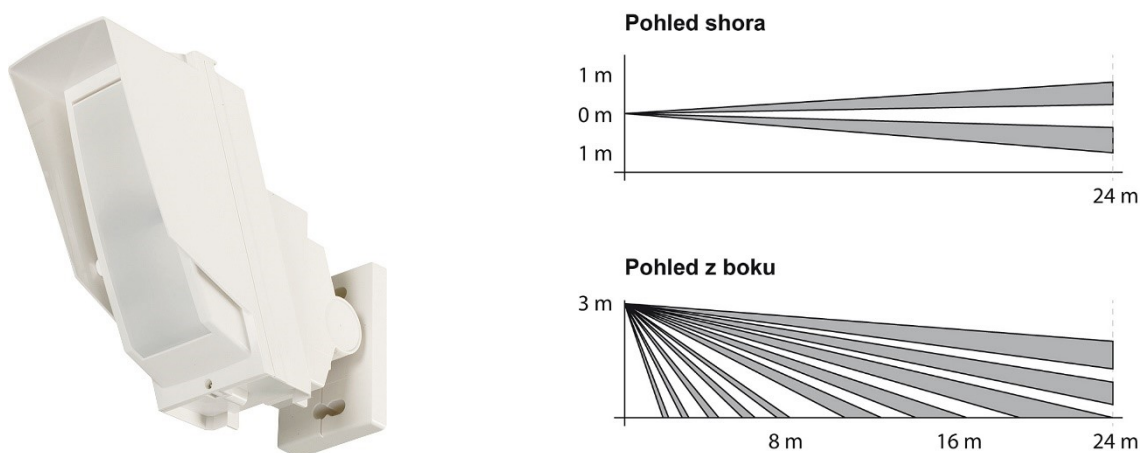 Pohled shora
1 m
0 m
1 m
24 m
Pohled z boku
3 m
8 m
16 m
24 m